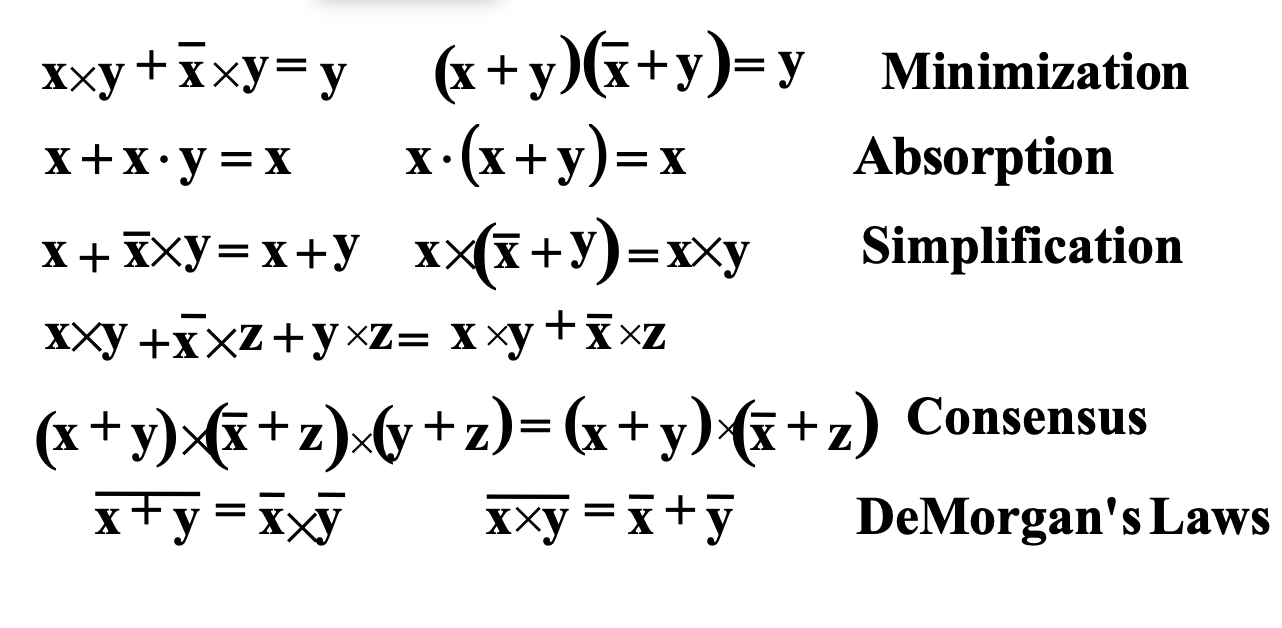 x×y + x̅×y = y (x + y)(x̅ + y) = y Minimization
x + x · y = x x · (x + y) = x Absorption
x + x̅×y = x + y x×(x̅ + y) = x×y Simplification
x×y + x̅×z + y×z = x×y + x̅×z
(x + y)×(x̅ + z)×(y + z) = (x + y)×(x̅ + z) Consensus
x̅ ̅+̅ ̅y̅ = x̅×y̅ x̅×̅y̅ = x̅ + y̅ DeMorgan's Laws